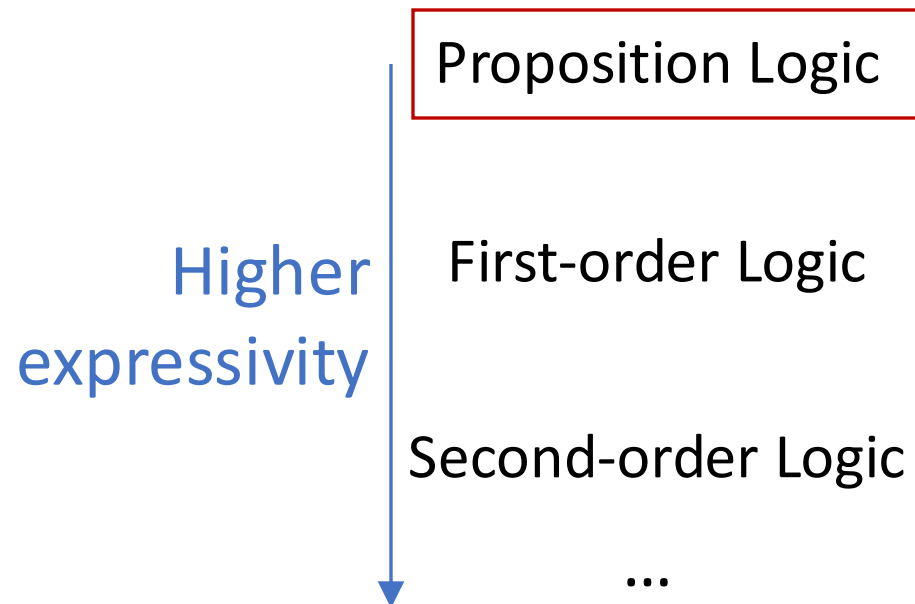 Proposition Logic
First-order Logic
Higher
expressivity
Second-order Logic
...